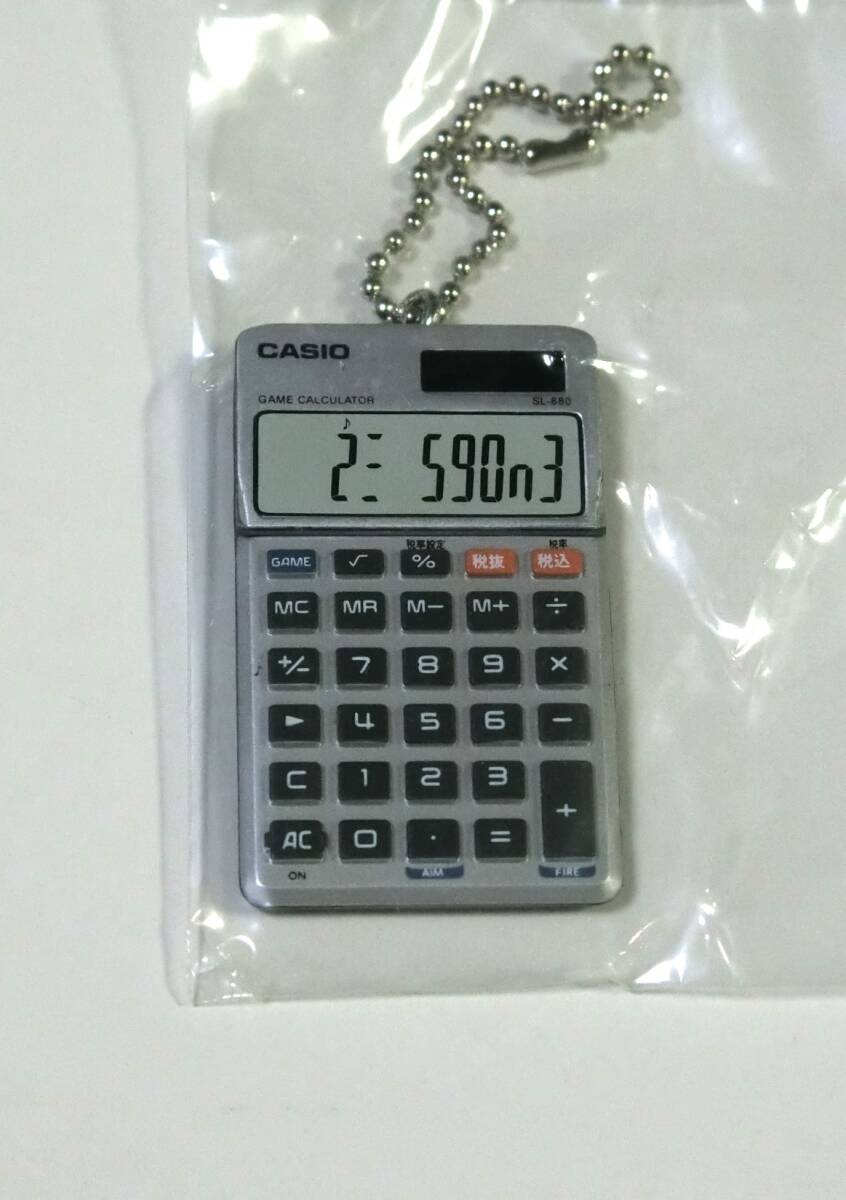 CASIO
GAME CALCULATOR SL-880
♪
2 590n3
税率設定 税率
GAME √ % 税抜 税込
MC MR M− M+ ÷
♪ +/− 7 8 9 ×
▶ 4 5 6 −
C 1 2 3
+
AC 0 · =
ON AIM FIRE